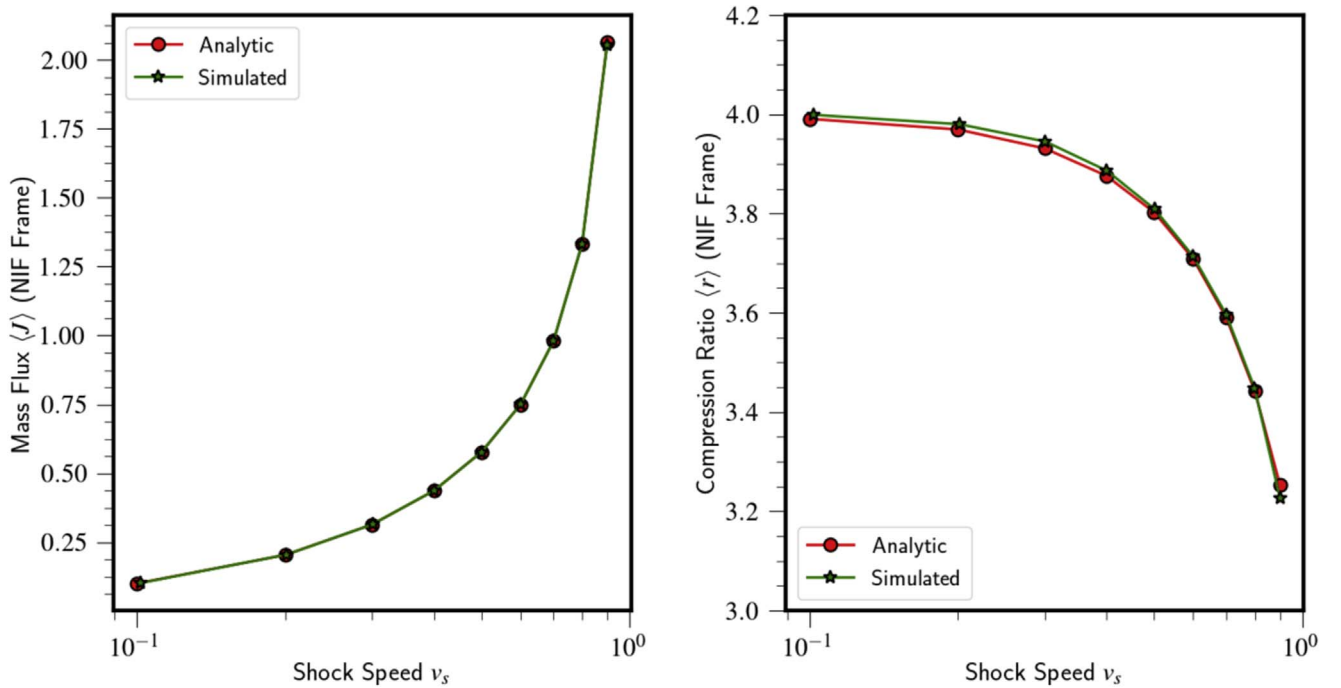 Mass Flux ⟨J⟩ (NIF Frame)
2.00
1.75
1.50
1.25
1.00
0.75
0.50
0.25
Analytic
Simulated
10⁻¹
10⁰
Shock Speed vₛ
Compression Ratio ⟨r⟩ (NIF Frame)
4.2
4.0
3.8
3.6
3.4
3.2
3.0
Analytic
Simulated
10⁻¹
10⁰
Shock Speed vₛ